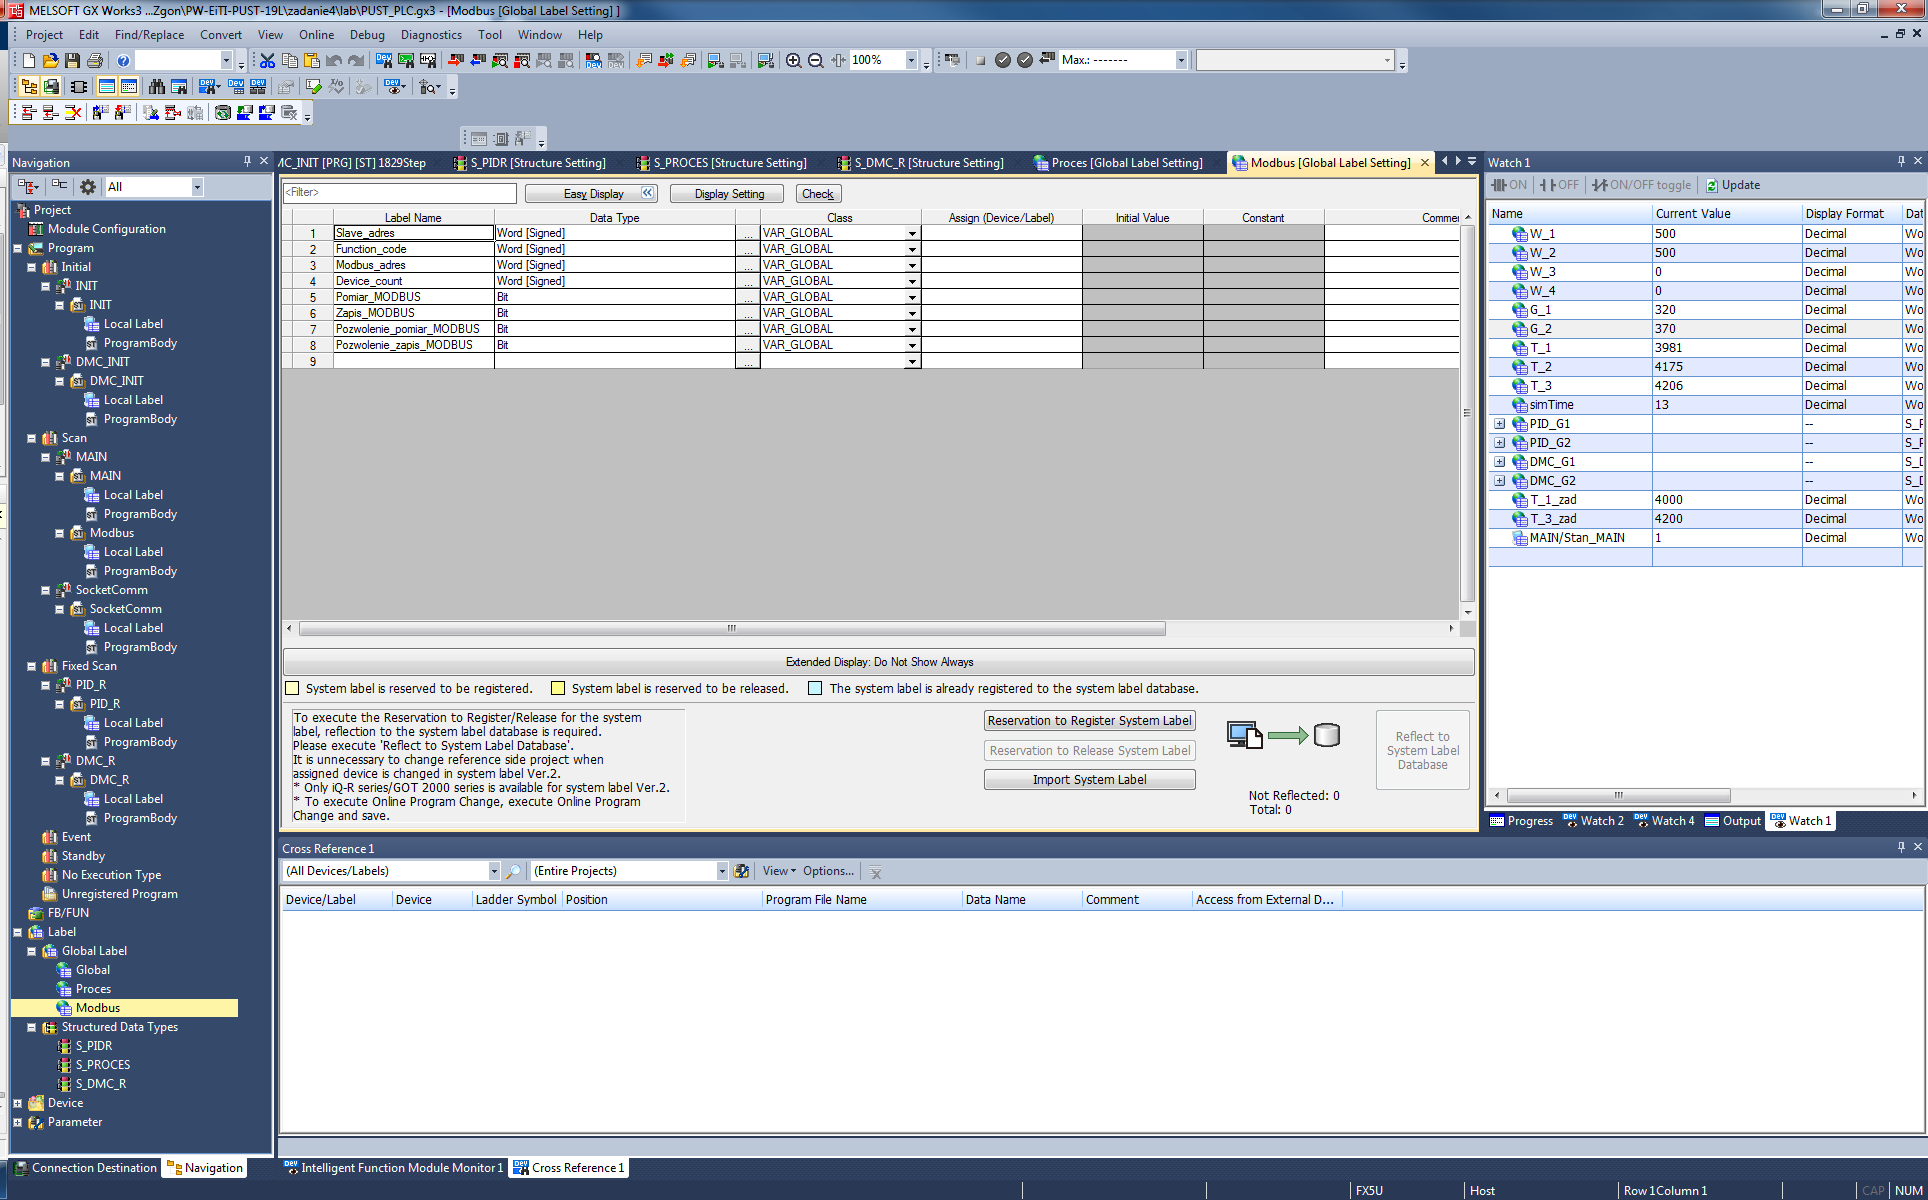 MELSOFT GX Works3 ...Zgon\PW-EiTI-PUST-19L\zadanie4\lab\PUST_PLC.gx3 - [Modbus [Global Label Setting] ]
Project Edit Find/Replace Convert View Online Debug Diagnostics Tool Window Help
100% Max.: -------
Navigation
All
Project
Module Configuration
Program
Initial
INIT
INIT
Local Label
ProgramBody
DMC_INIT
DMC_INIT
Local Label
ProgramBody
Scan
MAIN
MAIN
Local Label
ProgramBody
Modbus
Local Label
ProgramBody
SocketComm
SocketComm
Local Label
ProgramBody
Fixed Scan
PID_R
PID_R
Local Label
ProgramBody
DMC_R
DMC_R
Local Label
ProgramBody
Event
Standby
No Execution Type
Unregistered Program
FB/FUN
Label
Global Label
Global
Proces
Modbus
Structured Data Types
S_PIDR
S_PROCES
S_DMC_R
Device
Parameter
Connection Destination Navigation
MC_INIT [PRG] [ST] 1829Step S_PIDR [Structure Setting] S_PROCES [Structure Setting] S_DMC_R [Structure Setting] Proces [Global Label Setting] Modbus [Global Label Setting]
<Filter> Easy Display Display Setting Check
Label Name Data Type Class Assign (Device/Label) Initial Value Constant Commen
1 Slave_adres Word [Signed] ... VAR_GLOBAL
2 Function_code Word [Signed] ... VAR_GLOBAL
3 Modbus_adres Word [Signed] ... VAR_GLOBAL
4 Device_count Word [Signed] ... VAR_GLOBAL
5 Pomiar_MODBUS Bit ... VAR_GLOBAL
6 Zapis_MODBUS Bit ... VAR_GLOBAL
7 Pozwolenie_pomiar_MODBUS Bit ... VAR_GLOBAL
8 Pozwolenie_zapis_MODBUS Bit ... VAR_GLOBAL
9 ...
Extended Display: Do Not Show Always
System label is reserved to be registered. System label is reserved to be released. The system label is already registered to the system label database.
To execute the Reservation to Register/Release for the system
label, reflection to the system label database is required.
Please execute 'Reflect to System Label Database'.
It is unnecessary to change reference side project when
assigned device is changed in system label Ver.2.
* Only iQ-R series/GOT 2000 series is available for system label Ver.2.
* To execute Online Program Change, execute Online Program
Change and save.
Reservation to Register System Label
Reservation to Release System Label
Import System Label
Not Reflected: 0
Total: 0
Reflect to
System Label
Database
Watch 1
ON OFF ON/OFF toggle Update
Name Current Value Display Format Dat
W_1 500 Decimal Wo
W_2 500 Decimal Wo
W_3 0 Decimal Wo
W_4 0 Decimal Wo
G_1 320 Decimal Wo
G_2 370 Decimal Wo
T_1 3981 Decimal Wo
T_2 4175 Decimal Wo
T_3 4206 Decimal Wo
simTime 13 Decimal Wo
PID_G1 -- S_P
PID_G2 -- S_P
DMC_G1 -- S_D
DMC_G2 -- S_D
T_1_zad 4000 Decimal Wo
T_3_zad 4200 Decimal Wo
MAIN/Stan_MAIN 1 Decimal Wo
Progress Watch 2 Watch 4 Output Watch 1
Cross Reference 1
(All Devices/Labels) (Entire Projects) View Options...
Device/Label Device Ladder Symbol Position Program File Name Data Name Comment Access from External D...
Intelligent Function Module Monitor 1 Cross Reference 1
FX5U Host Row 1Column 1 CAP NUM